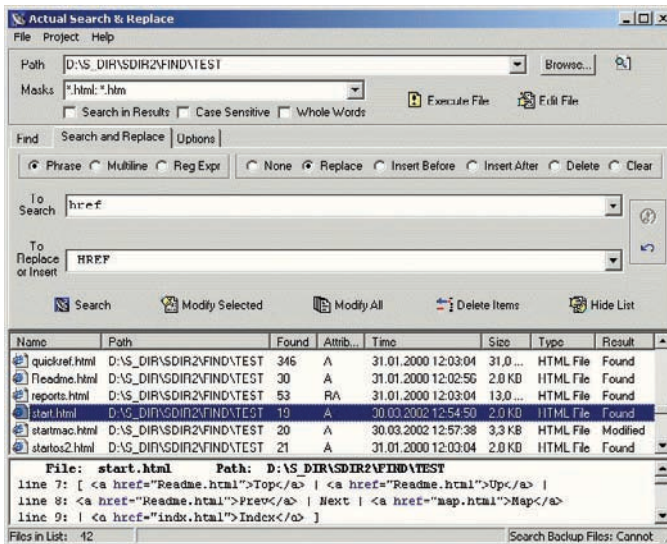 Actual Search & Replace
File Project Help
Path D:\S_DIR\SDIR2\FIND\TEST Browse...
Masks *.html; *.htm
Execute File Edit File
Search in Results Case Sensitive Whole Words
Find Search and Replace Options
Phrase Multiline Reg Expr None Replace Insert Before Insert After Delete Clear
To Search href
To Replace or Insert HREF
Search Modify Selected Modify All Delete Items Hide List
Name Path Found Attrib... Time Size Type Result
quickref.html D:\S_DIR\SDIR2\FIND\TEST 346 A 31.01.2000 12:03:04 31,0 ... HTML File Found
Readme.html D:\S_DIR\SDIR2\FIND\TEST 30 A 31.01.2000 12:02:56 2.0 KB HTML File Found
reports.html D:\S_DIR\SDIR2\FIND\TEST 53 RA 31.01.2000 12:03:04 13,0 ... HTML File Found
start.html D:\S_DIR\SDIR2\FIND\TEST 19 A 30.03.2002 12:54:50 2.0 KB HTML File Found
startmac.html D:\S_DIR\SDIR2\FIND\TEST 20 A 30.03.2002 12:57:38 3,3 KB HTML File Modified
startos2.html D:\S_DIR\SDIR2\FIND\TEST 21 A 31.01.2000 12:03:04 2.8 KB HTML File Found
File: start.html Path: D:\S_DIR\SDIR2\FIND\TEST
line 7: [ <a href="Readme.html">Top</a> | <a href="Readme.html">Up</a> |
line 8: <a href="Readme.html">Prev</a> | Next | <a href="map.html">Map</a>
line 9: | <a href="indx.html">Index</a> ]
Files in List: 42 Search Backup Files: Cannot